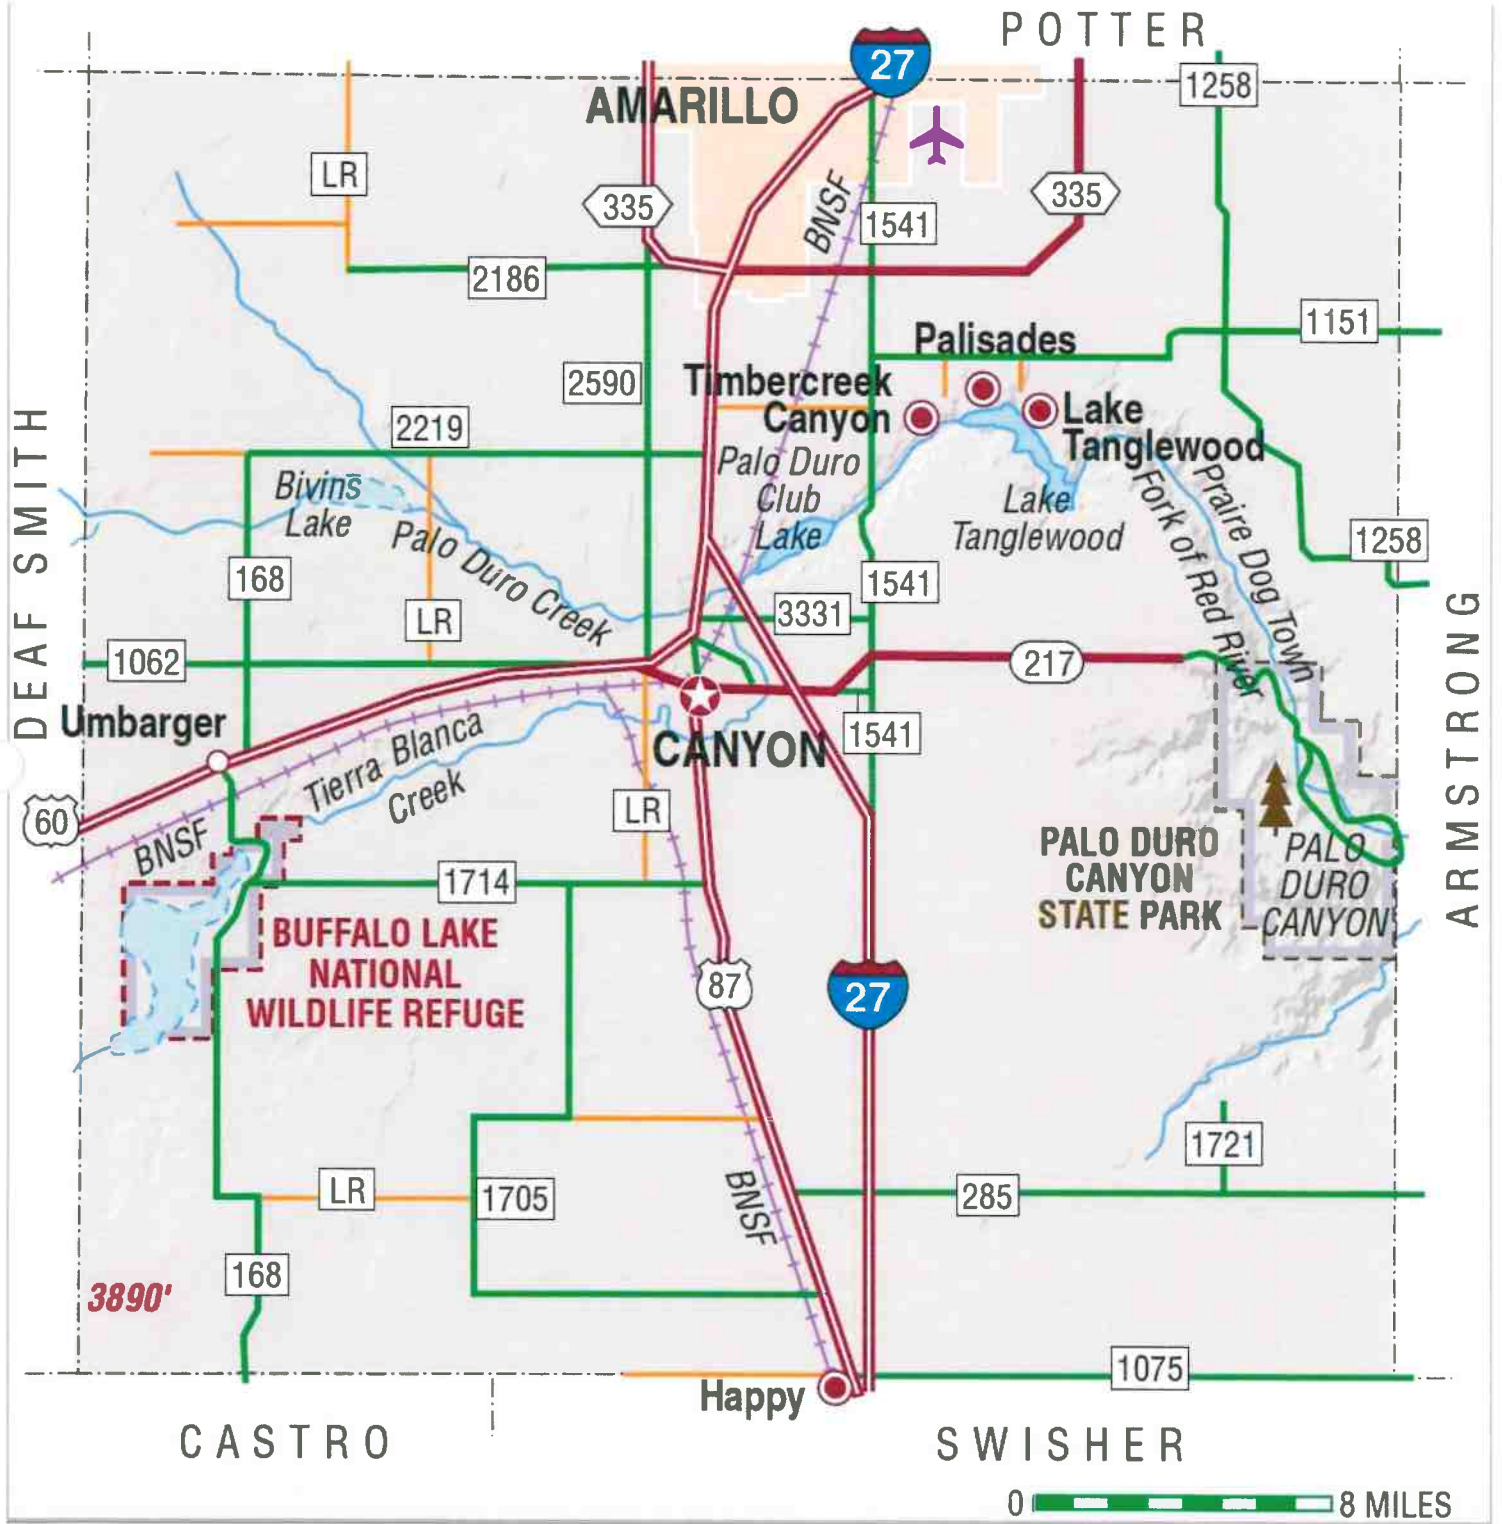 POTTER
27
1258
AMARILLO
LR
335
BNSF
1541
335
2186
1151
Palisades
2590
Timbercreek
Canyon
Lake
Tanglewood
2219
Palo Duro
Club
Lake
Bivins
Lake
Lake
Tanglewood
Praire Dog Town
Fork of Red River
DEAF SMITH
Palo Duro Creek
168
1258
1541
LR
3331
1062
217
ARMSTRONG
Umbarger
Tierra Blanca
Creek
CANYON
1541
60
BNSF
LR
PALO DURO
CANYON
STATE PARK
PALO
DURO
CANYON
1714
BUFFALO LAKE
NATIONAL
WILDLIFE REFUGE
87
27
1721
BNSF
LR
1705
285
168
3890'
1075
Happy
CASTRO
SWISHER
0
8 MILES